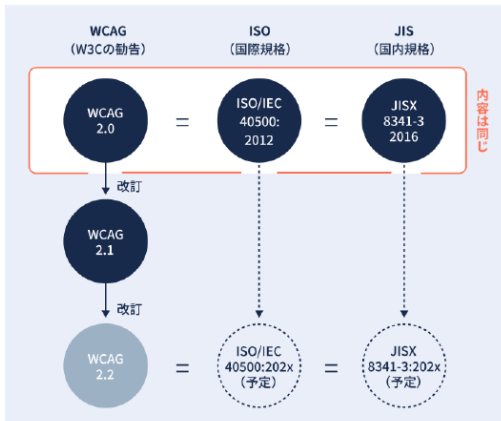 WCAG
（W3Cの勧告）
ISO
（国際規格）
JIS
（国内規格）
WCAG
2.0
=
ISO/IEC
40500:
2012
=
JISX
8341-3
2016
内容は同じ
改訂
WCAG
2.1
改訂
WCAG
2.2
=
ISO/IEC
40500:202x
（予定）
=
JISX
8341-3:202x
（予定）